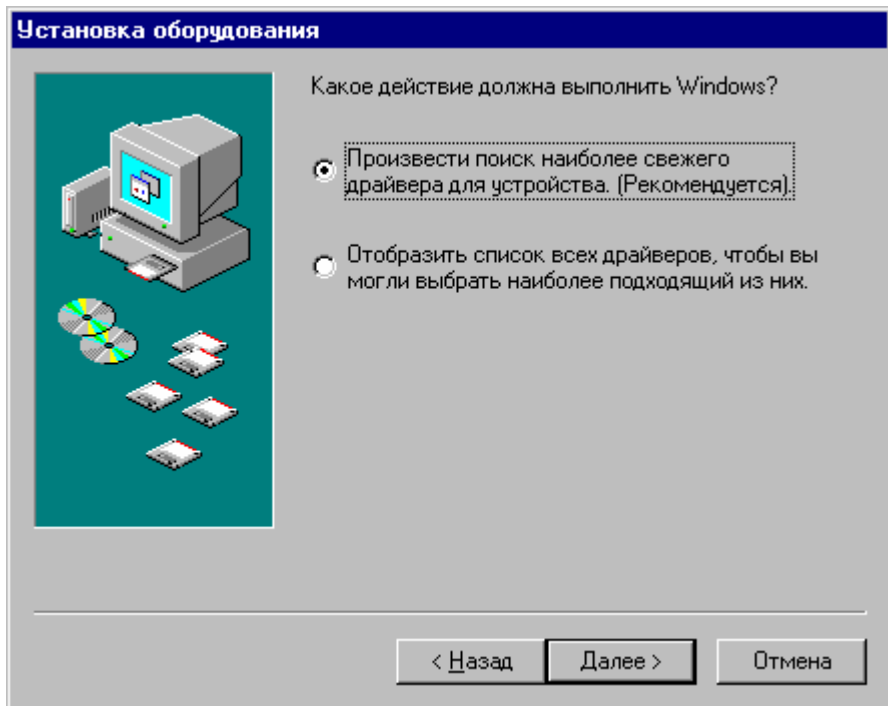 Установка оборудования
Какое действие должна выполнить Windows?
Произвести поиск наиболее свежего
драйвера для устройства. (Рекомендуется).
Отобразить список всех драйверов, чтобы вы
могли выбрать наиболее подходящий из них.
< Назад
Далее >
Отмена